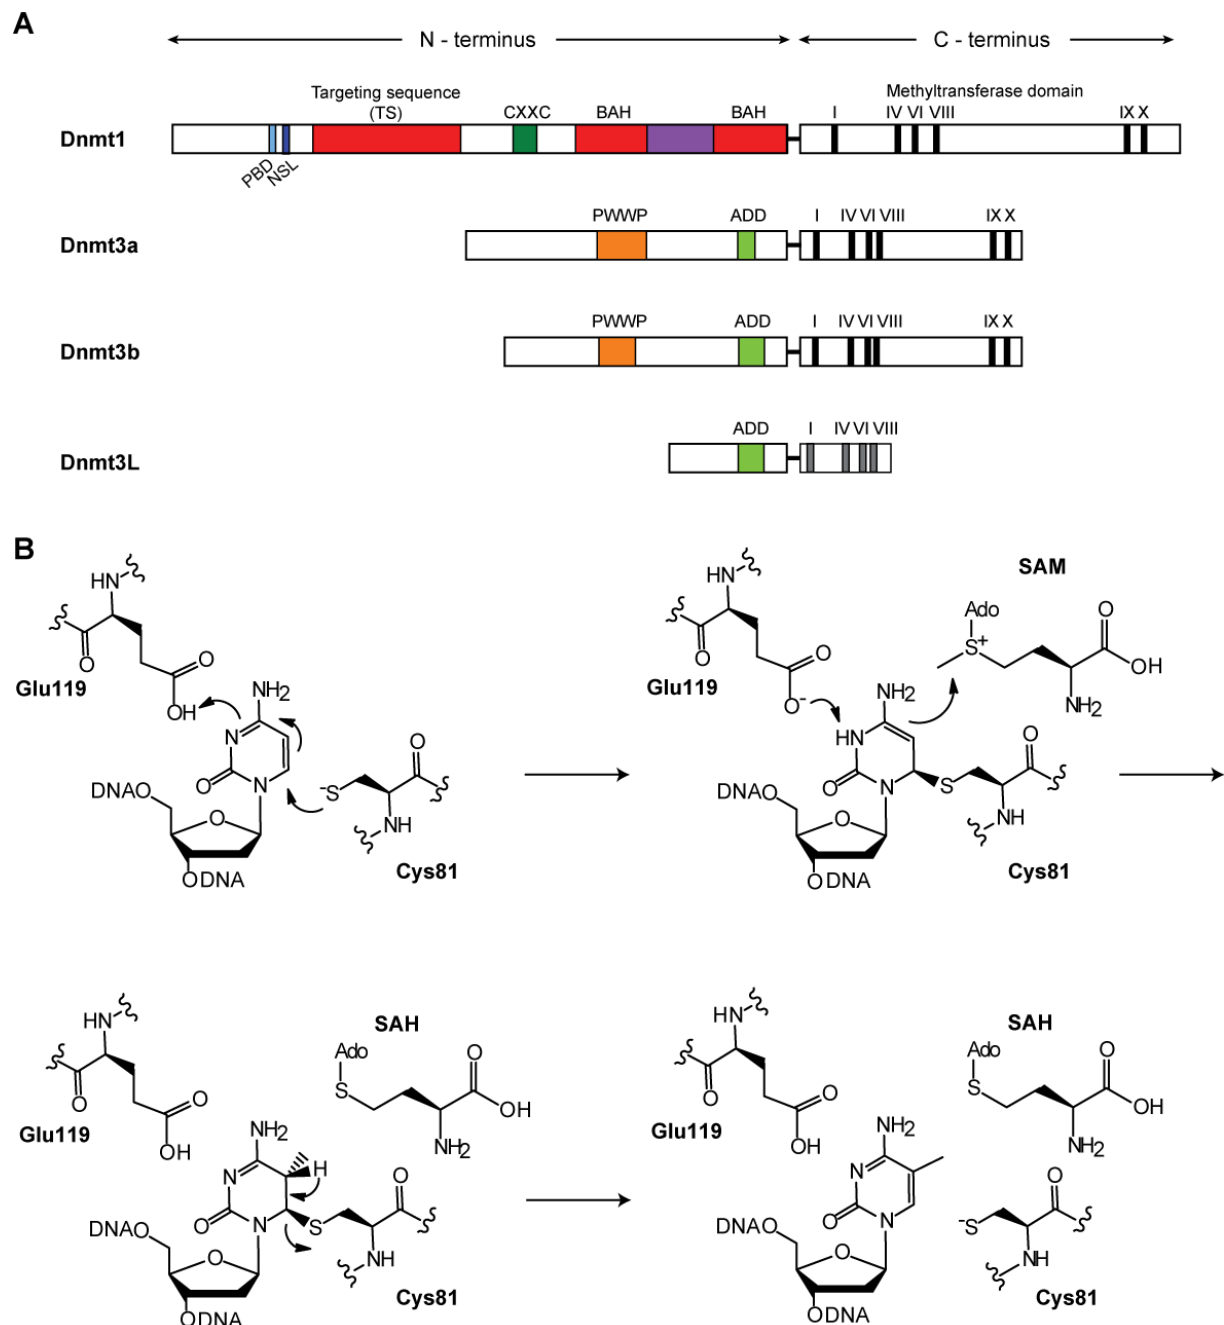 A
N - terminus
C - terminus
Targeting sequence
(TS)
CXXC
BAH
BAH
Methyltransferase domain
I
IV VI VIII
IX X
Dnmt1
PBD
NSL
PWWP
ADD
I
IV VI VIII
IX X
Dnmt3a
PWWP
ADD
I
IV VI VIII
IX X
Dnmt3b
ADD
I
IV VI VIII
Dnmt3L
B
HN
O
O
OH
Glu119
NH2
N
O
N
DNAO
O
ODNA
-S
O
NH
Cys81
HN
O
O
O-
Glu119
SAM
Ado
S+
O
OH
NH2
NH2
HN
O
N
S
O
NH
DNAO
O
ODNA
Cys81
HN
O
O
OH
Glu119
SAH
Ado
S
O
OH
NH2
NH2
H
N
O
N
S
O
NH
DNAO
O
ODNA
Cys81
HN
O
O
OH
Glu119
SAH
Ado
S
O
OH
NH2
NH2
N
O
N
-S
O
NH
DNAO
O
ODNA
Cys81